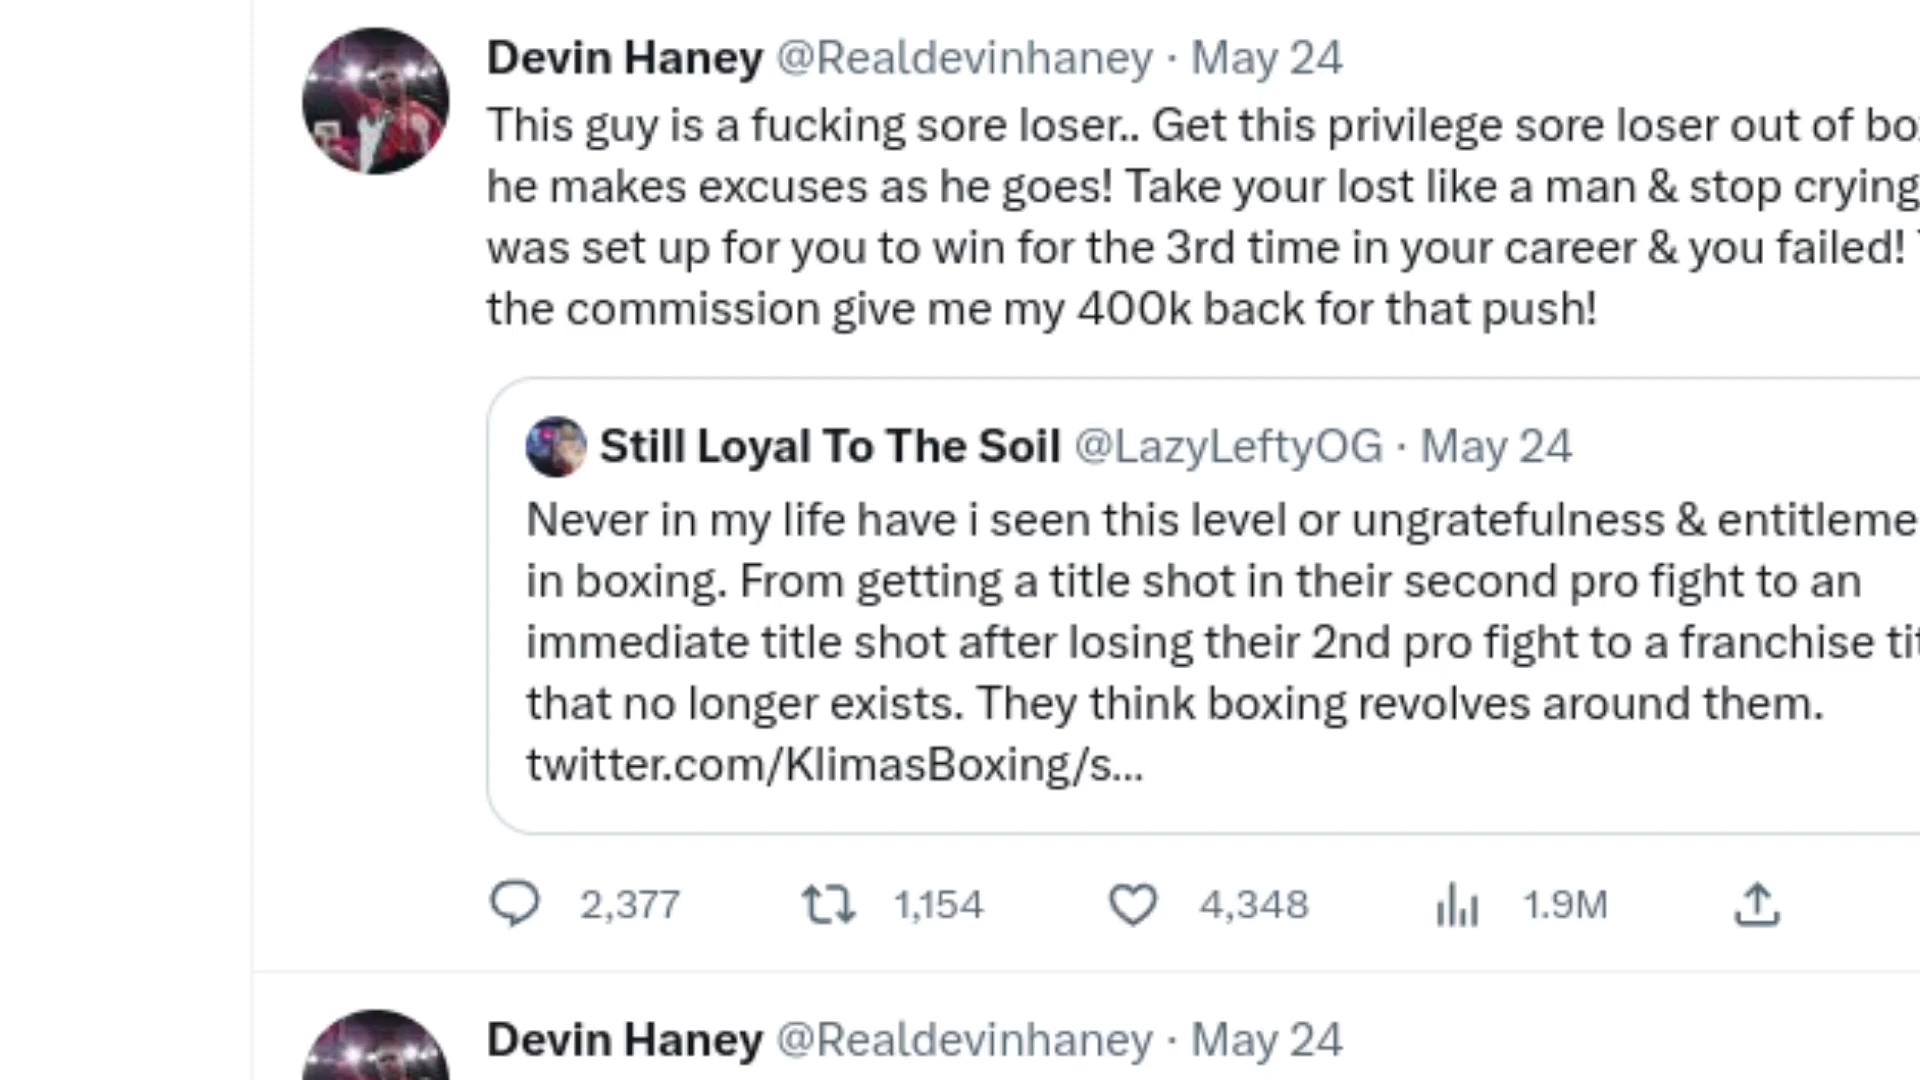 Devin Haney @Realdevinhaney · May 24
This guy is a fucking sore loser.. Get this privilege sore loser out of
he makes excuses as he goes! Take your lost like a man & stop crying
was set up for you to win for the 3rd time in your career & you failed!
the commission give me my 400k back for that push!
Still Loyal To The Soil @LazyLeftyOG · May 24
Never in my life have i seen this level or ungratefulness &
in boxing. From getting a title shot in their second pro fight to an
immediate title shot after losing their 2nd pro fight to a franchise
that no longer exists. They think boxing revolves around them.
twitter.com/KlimasBoxing/s...
2,377 1,154 4,348 1.9M
Devin Haney @Realdevinhaney · May 24